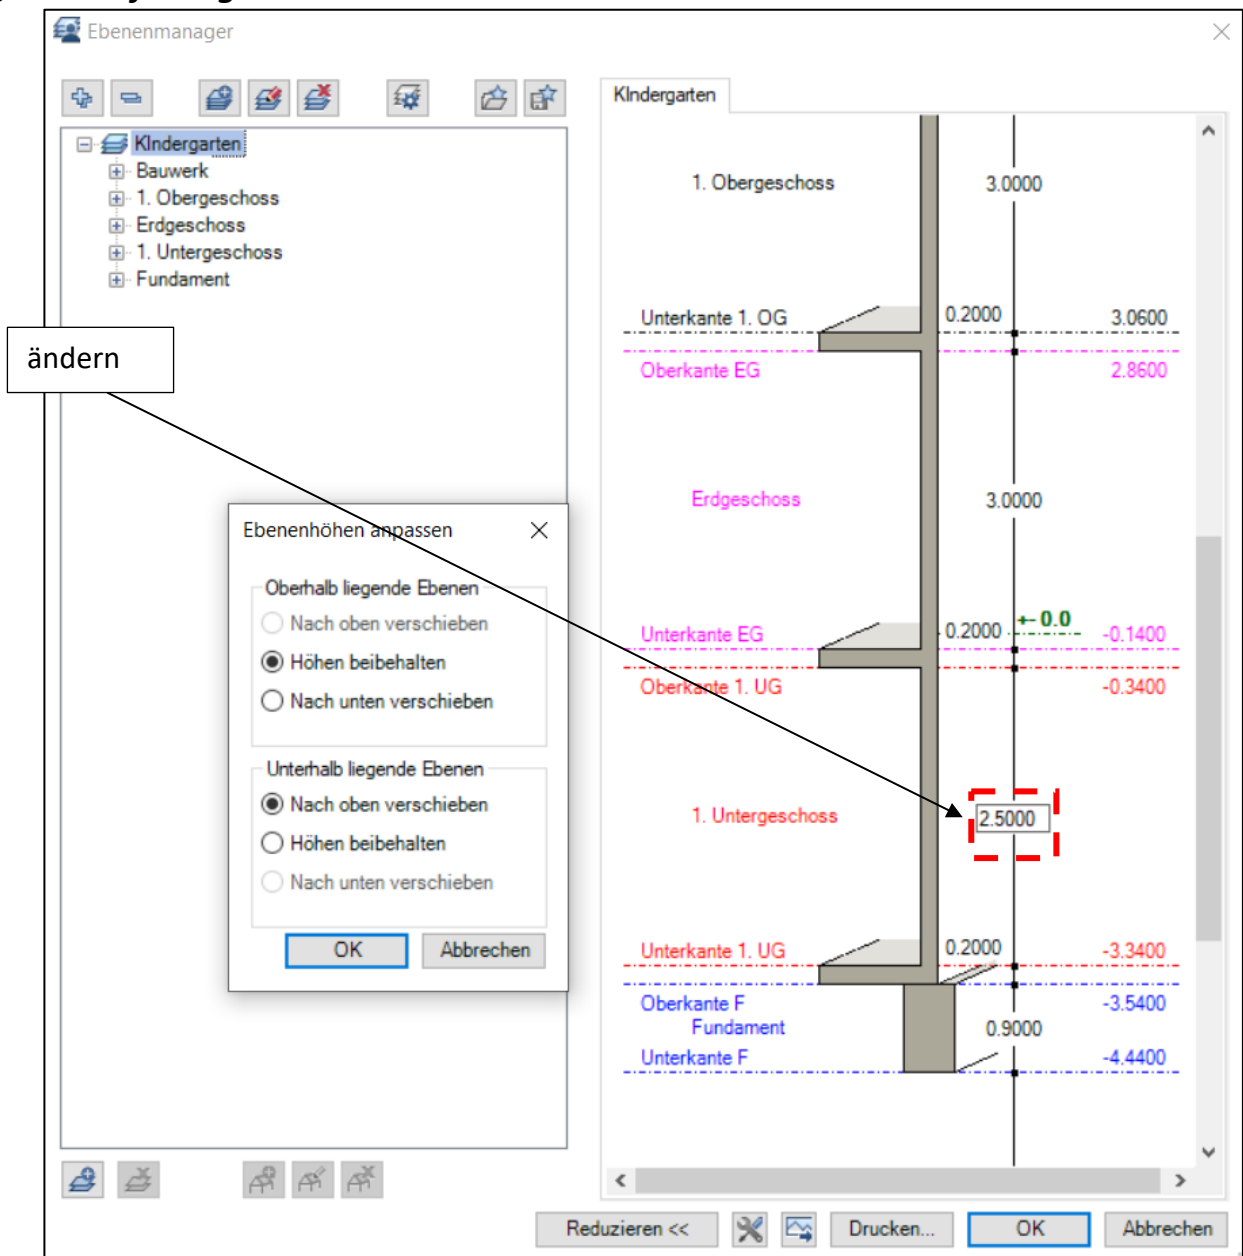 Ebenenmanager
KIndergarten
Bauwerk
1. Obergeschoss
Erdgeschoss
1. Untergeschoss
Fundament
ändern
Ebenenhöhen anpassen
Oberhalb liegende Ebenen
Nach oben verschieben
Höhen beibehalten
Nach unten verschieben
Unterhalb liegende Ebenen
Nach oben verschieben
Höhen beibehalten
Nach unten verschieben
OK Abbrechen
KIndergarten
1. Obergeschoss 3.0000
Unterkante 1. OG 0.2000 3.0600
Oberkante EG 2.8600
Erdgeschoss 3.0000
+- 0.0
Unterkante EG 0.2000 -0.1400
Oberkante 1. UG -0.3400
1. Untergeschoss 2.5000
Unterkante 1. UG 0.2000 -3.3400
Oberkante F -3.5400
Fundament 0.9000
Unterkante F -4.4400
Reduzieren << Drucken... OK Abbrechen